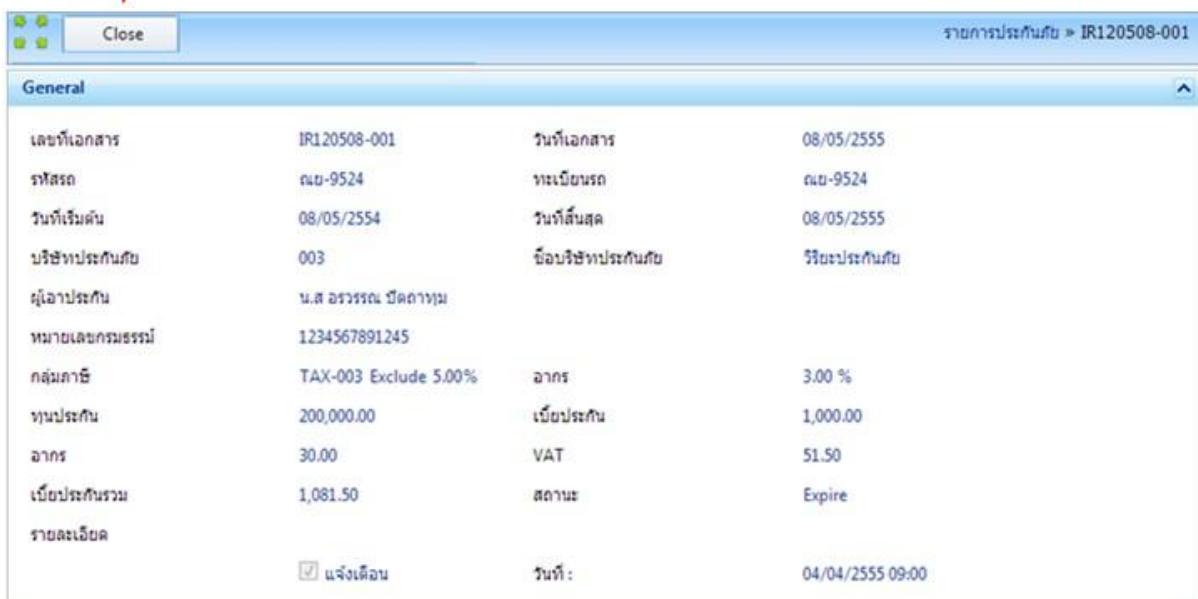 Close
รายการประกันภัย » IR120508-001
General
เลขที่เอกสาร IR120508-001 วันที่เอกสาร 08/05/2555
รหัสรถ ณย-9524 ทะเบียนรถ ณย-9524
วันที่เริ่มต้น 08/05/2554 วันที่สิ้นสุด 08/05/2555
บริษัทประกันภัย 003 ชื่อบริษัทประกันภัย วิริยะประกันภัย
ผู้เอาประกัน น.ส อรวรรณ ปัดถาทุม
หมายเลขกรมธรรม์ 1234567891245
กลุ่มภาษี TAX-003 Exclude 5.00% อากร 3.00 %
ทุนประกัน 200,000.00 เบี้ยประกัน 1,000.00
อากร 30.00 VAT 51.50
เบี้ยประกันรวม 1,081.50 สถานะ Expire
รายละเอียด
แจ้งเตือน วันที่ : 04/04/2555 09:00